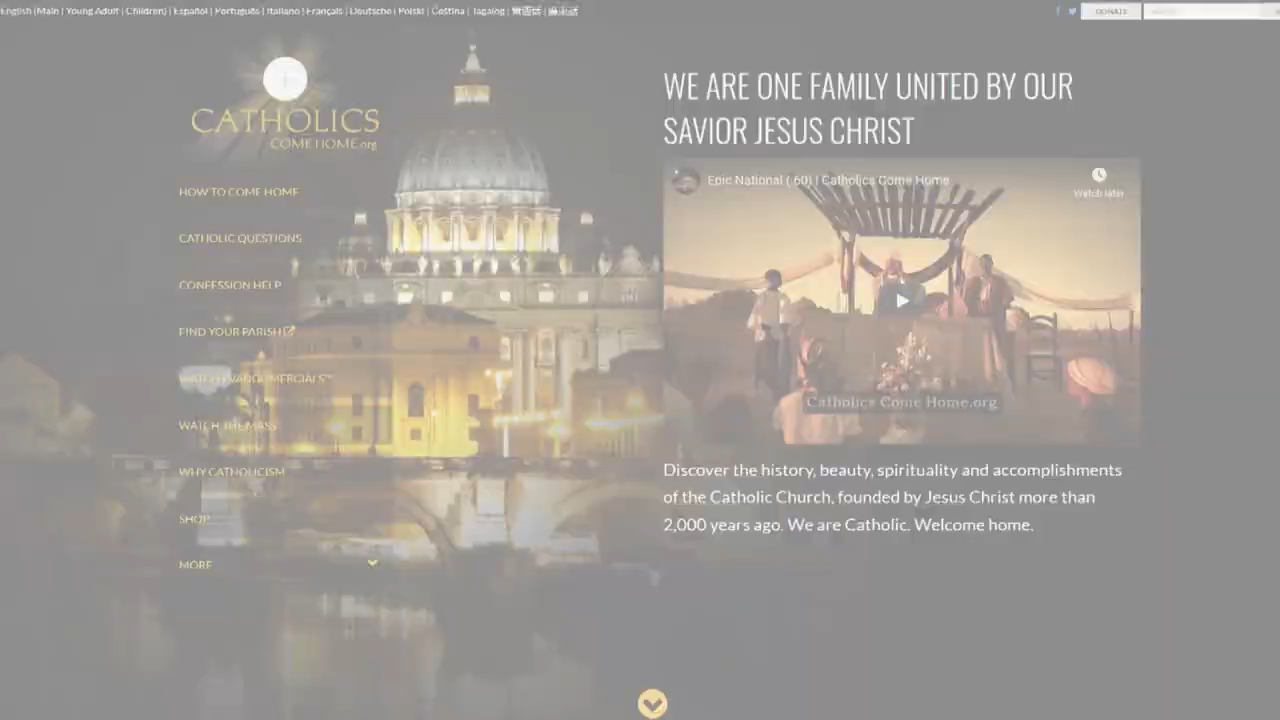 English (Main | Young Adult | Children) | Español | Português | Italiano | Français | Deutsche | Polski | Čeština | Tagalog |
DONATE
CATHOLICS
COMEHOME.org
HOW TO COME HOME
CATHOLIC QUESTIONS
CONFESSION HELP
FIND YOUR PARISH
WATCH EVANGOMERCIALS™
WATCH THE MASS
WHY CATHOLICISM
SHOP
MORE
WE ARE ONE FAMILY UNITED BY OUR
SAVIOR JESUS CHRIST
Epic National (:60) | Catholics Come Home
Watch later
Catholics Come Home.org
Discover the history, beauty, spirituality and accomplishments
of the Catholic Church, founded by Jesus Christ more than
2,000 years ago. We are Catholic. Welcome home.